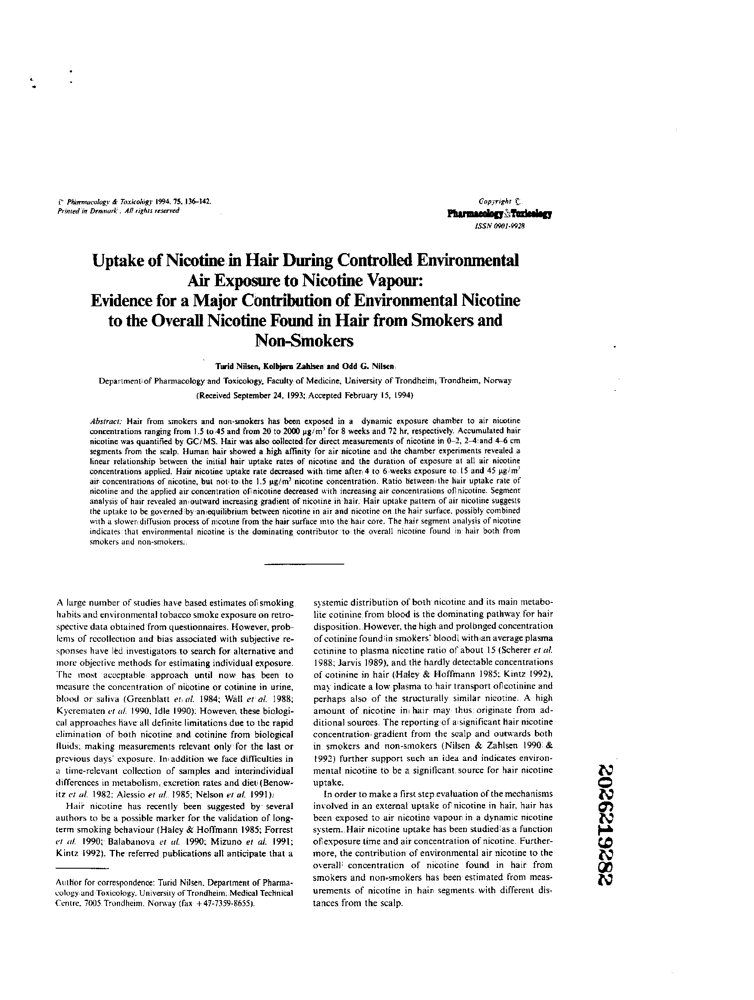 © Pharmacology & Toxicology 1994, 75, 136–142.
Printed in Denmark . All rights reserved
Copyright ©
Pharmacology & Toxicology
ISSN 0901-9928
Uptake of Nicotine in Hair During Controlled Environmental
Air Exposure to Nicotine Vapour:
Evidence for a Major Contribution of Environmental Nicotine
to the Overall Nicotine Found in Hair from Smokers and
Non-Smokers
Turid Nilsen, Kolbjørn Zahlsen and Odd G. Nilsen
Department of Pharmacology and Toxicology, Faculty of Medicine, University of Trondheim, Trondheim, Norway
(Received September 24, 1993; Accepted February 15, 1994)
Abstract: Hair from smokers and non-smokers has been exposed in a dynamic exposure chamber to air nicotine
concentrations ranging from 1.5 to 45 and from 20 to 2000 µg/m³ for 8 weeks and 72 hr, respectively. Accumulated hair
nicotine was quantified by GC/MS. Hair was also collected for direct measurements of nicotine in 0–2, 2–4 and 4–6 cm
segments from the scalp. Human hair showed a high affinity for air nicotine and the chamber experiments revealed a
linear relationship between the initial hair uptake rates of nicotine and the duration of exposure at all air nicotine
concentrations applied. Hair nicotine uptake rate decreased with time after 4 to 6 weeks exposure to 15 and 45 µg/m³
air concentrations of nicotine, but not to the 1.5 µg/m³ nicotine concentration. Ratio between the hair uptake rate of
nicotine and the applied air concentration of nicotine decreased with increasing air concentrations of nicotine. Segment
analysis of hair revealed an outward increasing gradient of nicotine in hair. Hair uptake pattern of air nicotine suggests
the uptake to be governed by an equilibrium between nicotine in air and nicotine on the hair surface, possibly combined
with a slower diffusion process of nicotine from the hair surface into the hair core. The hair segment analysis of nicotine
indicates that environmental nicotine is the dominating contributor to the overall nicotine found in hair both from
smokers and non-smokers.
A large number of studies have based estimates of smoking
habits and environmental tobacco smoke exposure on retro-
spective data obtained from questionnaires. However, prob-
lems of recollection and bias associated with subjective re-
sponses have led investigators to search for alternative and
more objective methods for estimating individual exposure.
The most acceptable approach until now has been to
measure the concentration of nicotine or cotinine in urine,
blood or saliva (Greenblatt et al. 1984; Wall et al. 1988;
Kyerematen et al. 1990, Idle 1990). However, these biologi-
cal approaches have all definite limitations due to the rapid
elimination of both nicotine and cotinine from biological
fluids, making measurements relevant only for the last or
previous days' exposure. In addition we face difficulties in
a time-relevant collection of samples and interindividual
differences in metabolism, excretion rates and diet (Benow-
itz et al. 1982; Alessio et al. 1985; Nelson et al. 1991).
Hair nicotine has recently been suggested by several
authors to be a possible marker for the validation of long-
term smoking behaviour (Haley & Hoffmann 1985; Forrest
et al. 1990; Balabanova et al. 1990; Mizuno et al. 1991;
Kintz 1992). The referred publications all anticipate that a
Author for correspondence: Turid Nilsen, Department of Pharma-
cology and Toxicology, University of Trondheim, Medical Technical
Centre, 7005 Trondheim, Norway (fax +47-7359-8655).
systemic distribution of both nicotine and its main metabo-
lite cotinine from blood is the dominating pathway for hair
disposition. However, the high and prolonged concentration
of cotinine found in smokers' blood, with an average plasma
cotinine to plasma nicotine ratio of about 15 (Scherer et al.
1988; Jarvis 1989), and the hardly detectable concentrations
of cotinine in hair (Haley & Hoffmann 1985; Kintz 1992),
may indicate a low plasma to hair transport of cotinine and
perhaps also of the structurally similar nicotine. A high
amount of nicotine in hair may thus originate from ad-
ditional sources. The reporting of a significant hair nicotine
concentration gradient from the scalp and outwards both
in smokers and non-smokers (Nilsen & Zahlsen 1990 &
1992) further support such an idea and indicates environ-
mental nicotine to be a significant source for hair nicotine
uptake.
In order to make a first step evaluation of the mechanisms
involved in an external uptake of nicotine in hair, hair has
been exposed to air nicotine vapour in a dynamic nicotine
system. Hair nicotine uptake has been studied as a function
of exposure time and air concentration of nicotine. Further-
more, the contribution of environmental air nicotine to the
overall concentration of nicotine found in hair from
smokers and non-smokers has been estimated from meas-
urements of nicotine in hair segments with different dis-
tances from the scalp.
2026219282